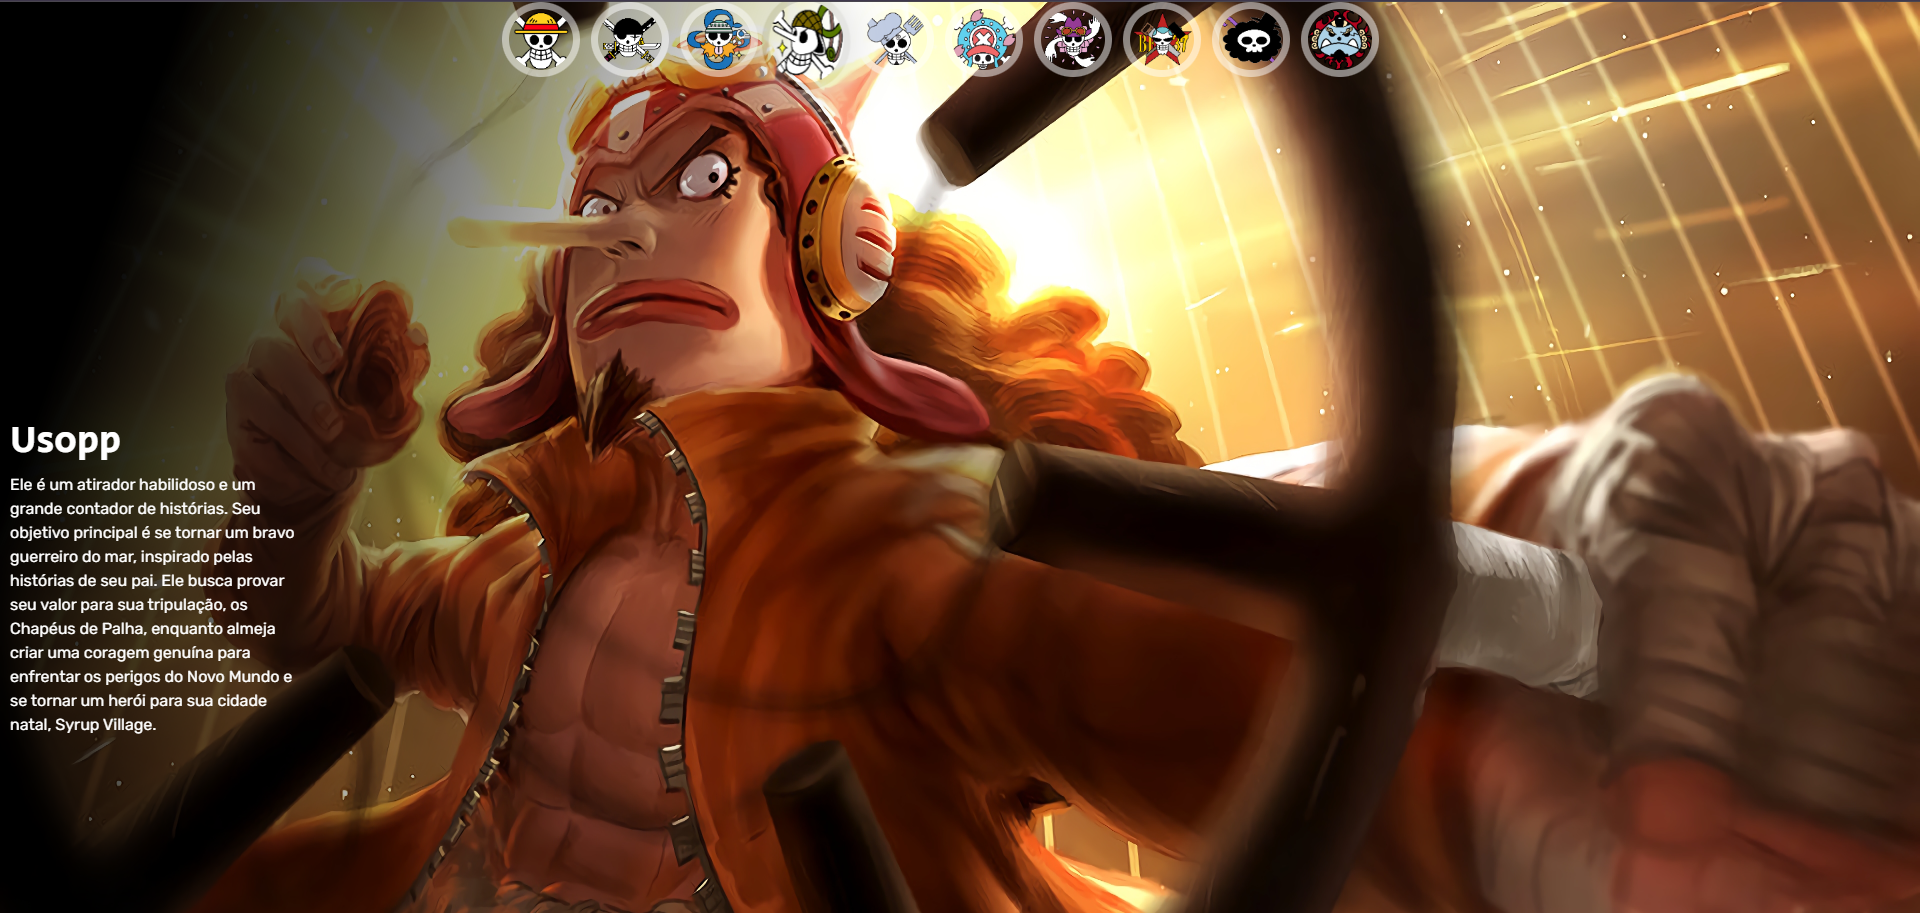 Usopp
Ele é um atirador habilidoso e um
grande contador de histórias. Seu
objetivo principal é se tornar um bravo
guerreiro do mar, inspirado pelas
histórias de seu pai. Ele busca provar
seu valor para sua tripulação, os
Chapéus de Palha, enquanto almeja
criar uma coragem genuína para
enfrentar os perigos do Novo Mundo e
se tornar um herói para sua cidade
natal, Syrup Village.